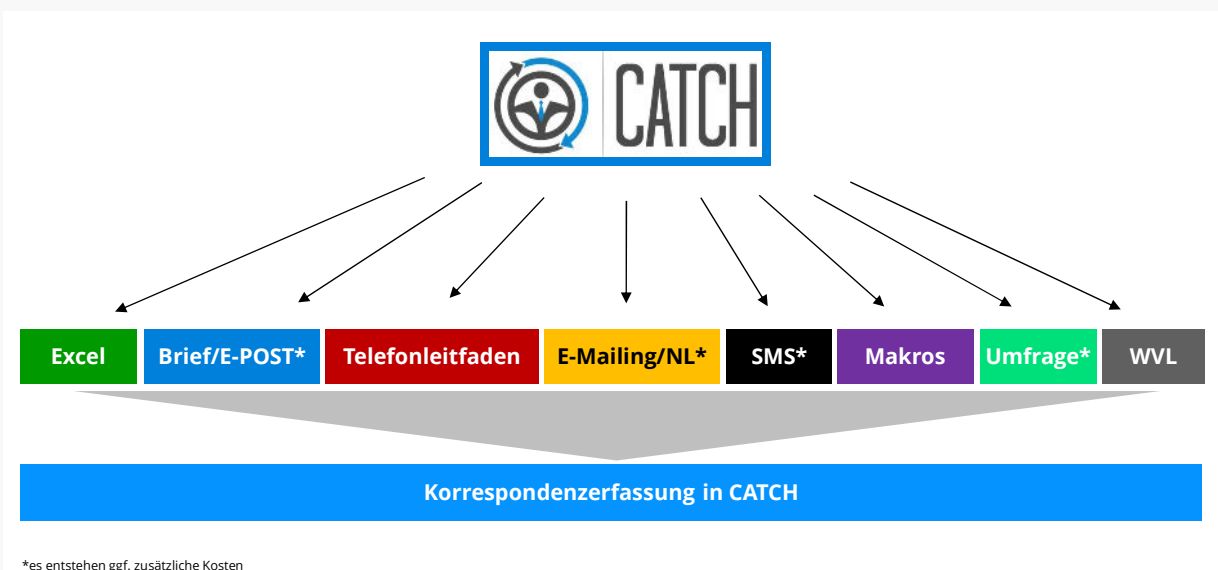 CATCH
Excel
Brief/E-POST*
Telefonleitfaden
E-Mailing/NL*
SMS*
Makros
Umfrage*
WVL
Korrespondenzerfassung in CATCH
*es entstehen ggf. zusätzliche Kosten